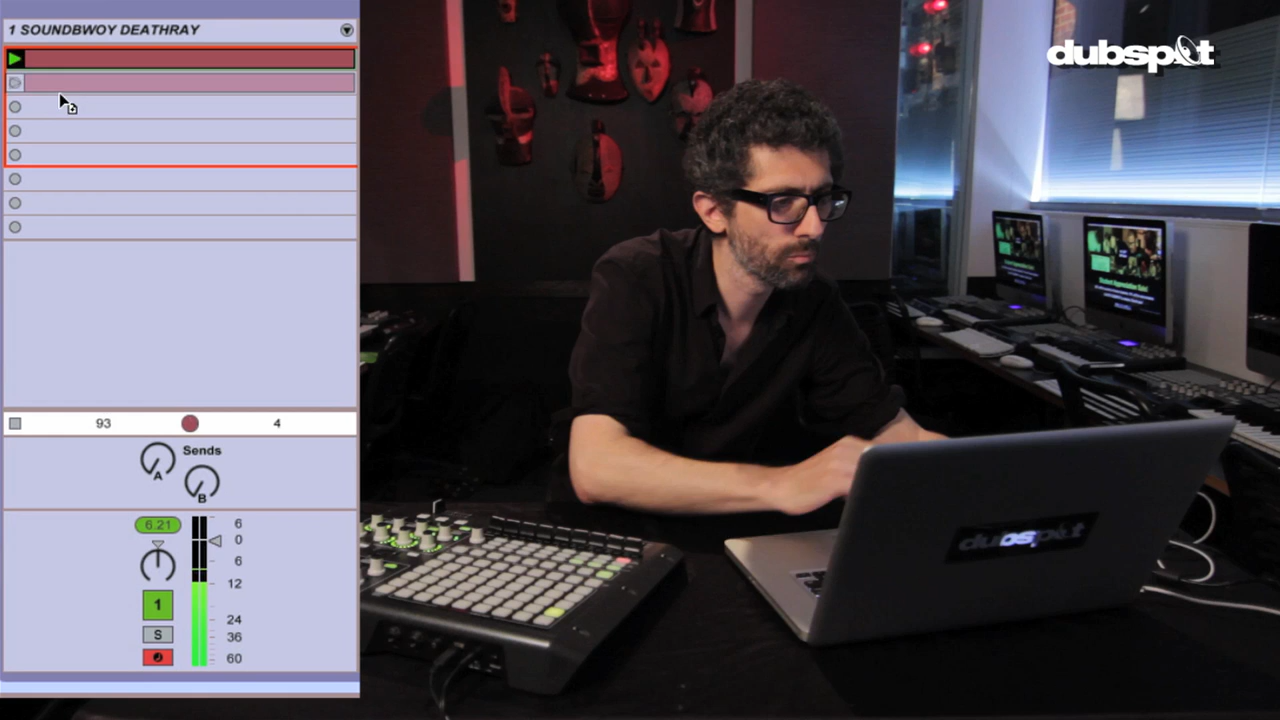 1 SOUNDBWOY DEATHRAY
dubspot
93
4
Sends
A
B
6.21
6
0
6
12
24
36
60
1
S
dubspot